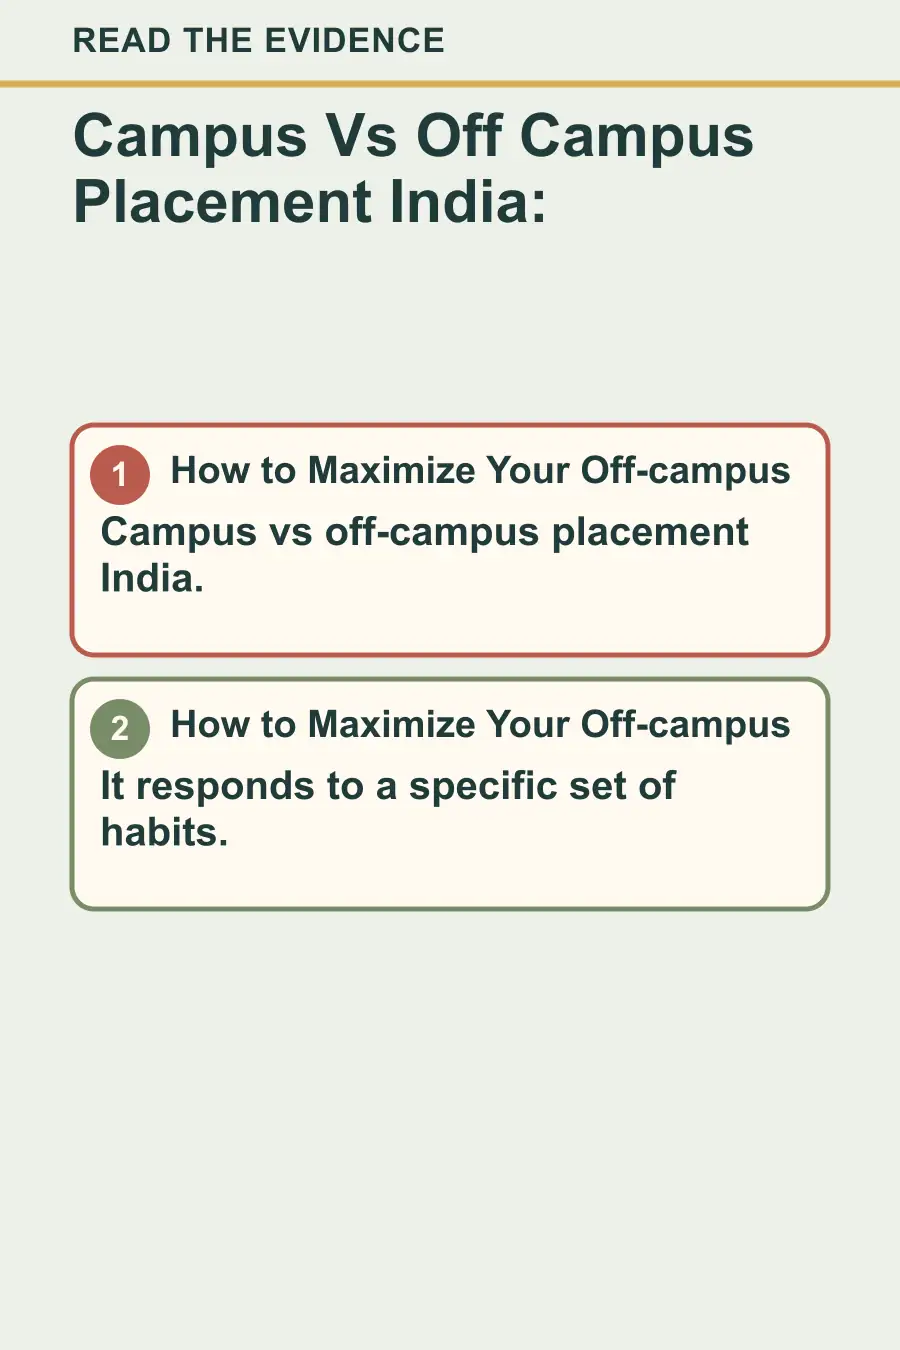 READ THE EVIDENCE
Campus Vs Off Campus
Placement India:
1 How to Maximize Your Off-campus
Campus vs off-campus placement
India.
2 How to Maximize Your Off-campus
It responds to a specific set of
habits.